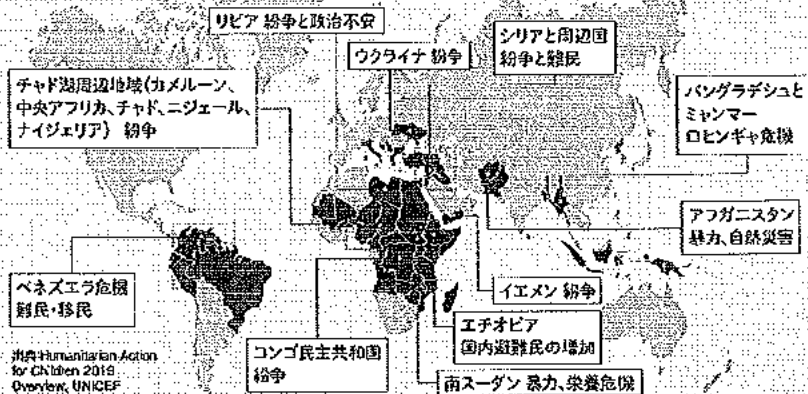 リビア 紛争と政治不安
ウクライナ 紛争
シリアと周辺国
紛争と難民
チャド湖周辺地域(カメルーン、
中央アフリカ、チャド、ニジェール、
ナイジェリア) 紛争
バングラデシュと
ミャンマー
ロヒンギャ危機
アフガニスタン
暴力、自然災害
ベネズエラ危機
難民・移民
イエメン 紛争
エチオピア
国内避難民の増加
コンゴ民主共和国
紛争
南スーダン 暴力、栄養危機
出典:Humanitarian Action
for Children 2019
Overview, UNICEF